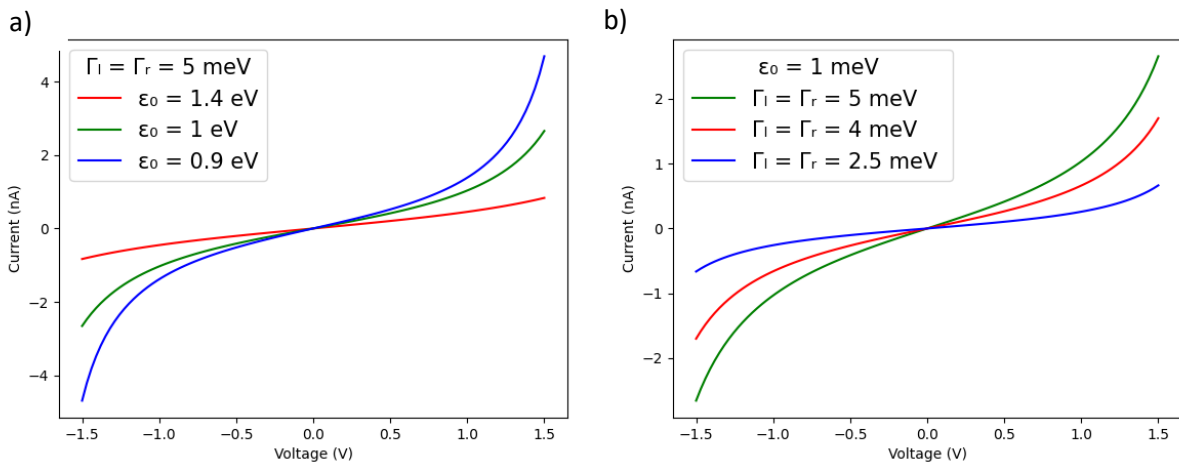 a)
Γₗ = Γᵣ = 5 meV
ε₀ = 1.4 eV
ε₀ = 1 eV
ε₀ = 0.9 eV
4
2
0
−2
−4
Current (nA)
−1.5 −1.0 −0.5 0.0 0.5 1.0 1.5
Voltage (V)
b)
ε₀ = 1 meV
Γₗ = Γᵣ = 5 meV
Γₗ = Γᵣ = 4 meV
Γₗ = Γᵣ = 2.5 meV
2
1
0
−1
−2
Current (nA)
−1.5 −1.0 −0.5 0.0 0.5 1.0 1.5
Voltage (V)